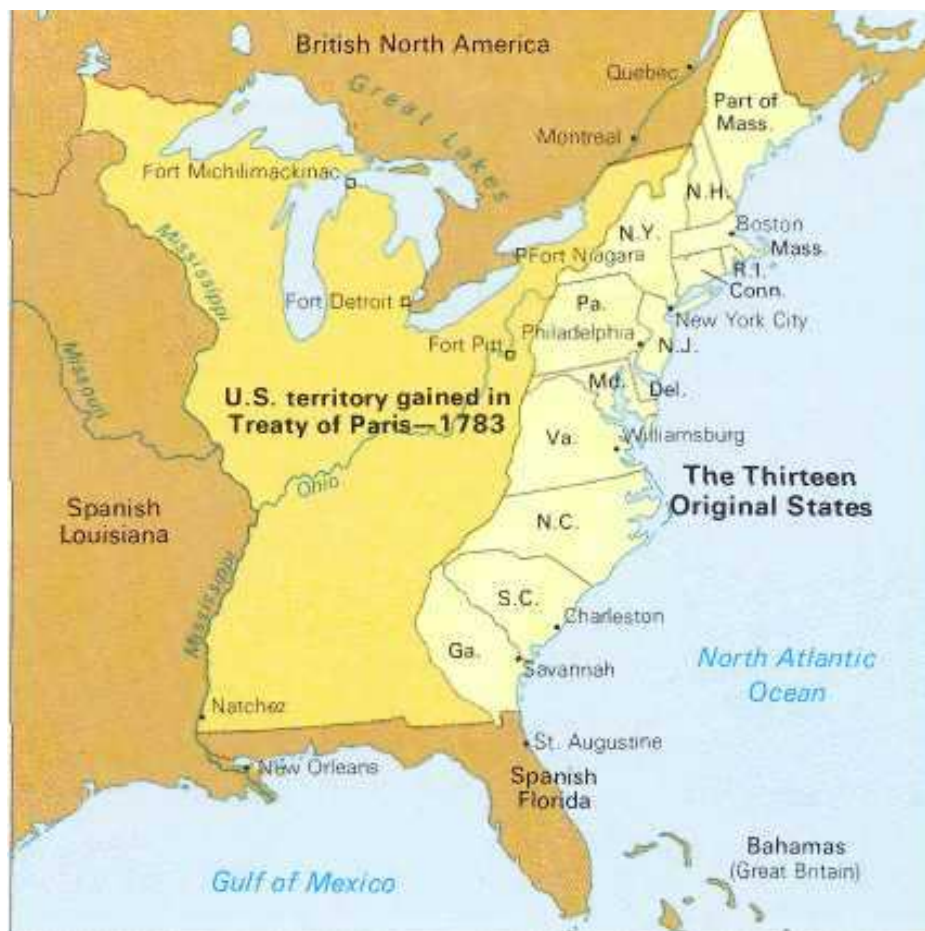 British North America
Great Lakes
Quebec
Montreal
Part of
Mass.
Fort Michilimackinac
N.H.
N.Y.
Boston
Mass.
Mississippi
Fort Niagara
R.I.
Conn.
Fort Detroit
Pa.
New York City
Philadelphia
Fort Pitt
N.J.
Missouri
Md.
Del.
U.S. territory gained in
Treaty of Paris—1783
Va.
Williamsburg
The Thirteen
Original States
Ohio
Spanish
Louisiana
N.C.
Mississippi
S.C.
Charleston
Ga.
Savannah
North Atlantic
Ocean
Natchez
St. Augustine
New Orleans
Spanish
Florida
Bahamas
(Great Britain)
Gulf of Mexico